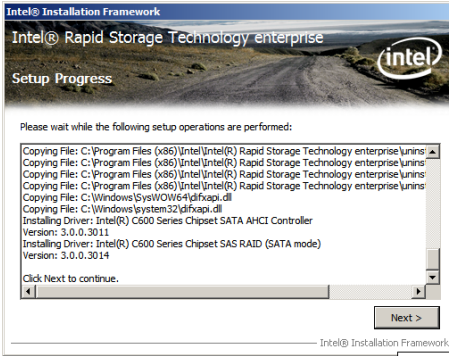 Intel® Installation Framework
Intel® Rapid Storage Technology enterprise
intel
Setup Progress
Please wait while the following setup operations are performed:
Copying File: C:\Program Files (x86)\Intel\Intel(R) Rapid Storage Technology enterprise\unins
Copying File: C:\Program Files (x86)\Intel\Intel(R) Rapid Storage Technology enterprise\unins
Copying File: C:\Program Files (x86)\Intel\Intel(R) Rapid Storage Technology enterprise\unins
Copying File: C:\Program Files (x86)\Intel\Intel(R) Rapid Storage Technology enterprise\unins
Copying File: C:\Windows\SysWOW64\difxapi.dll
Copying File: C:\Windows\system32\difxapi.dll
Installing Driver: Intel(R) C600 Series Chipset SATA AHCI Controller
Version: 3.0.0.3011
Installing Driver: Intel(R) C600 Series Chipset SAS RAID (SATA mode)
Version: 3.0.0.3014
Click Next to continue.
Next >
Intel® Installation Framework